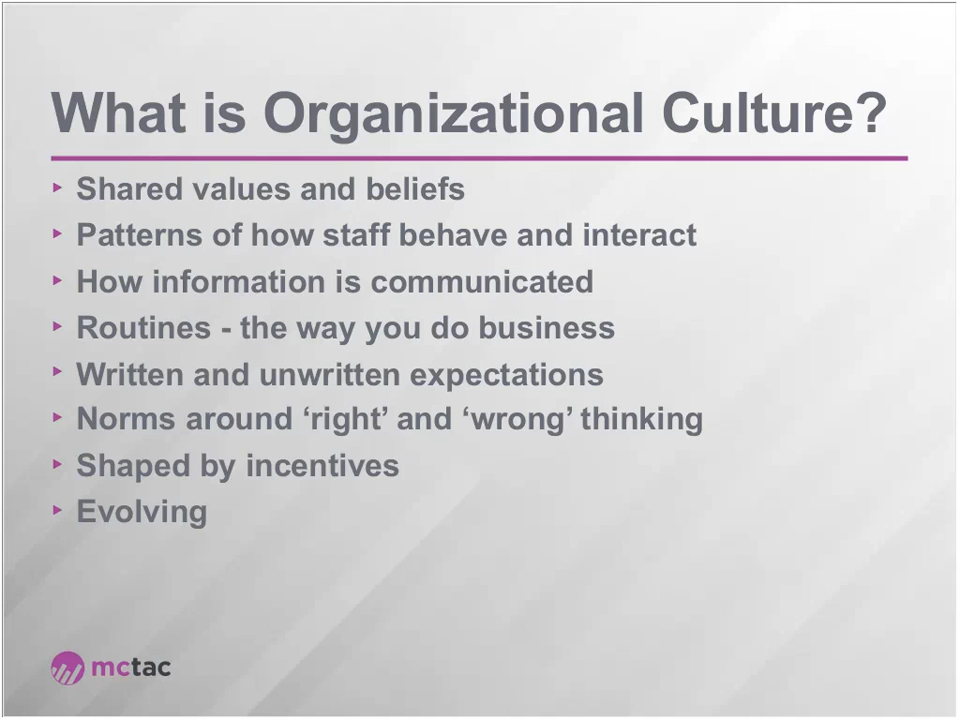 What is Organizational Culture?
‣ Shared values and beliefs
‣ Patterns of how staff behave and interact
‣ How information is communicated
‣ Routines - the way you do business
‣ Written and unwritten expectations
‣ Norms around ‘right’ and ‘wrong’ thinking
‣ Shaped by incentives
‣ Evolving
mctac